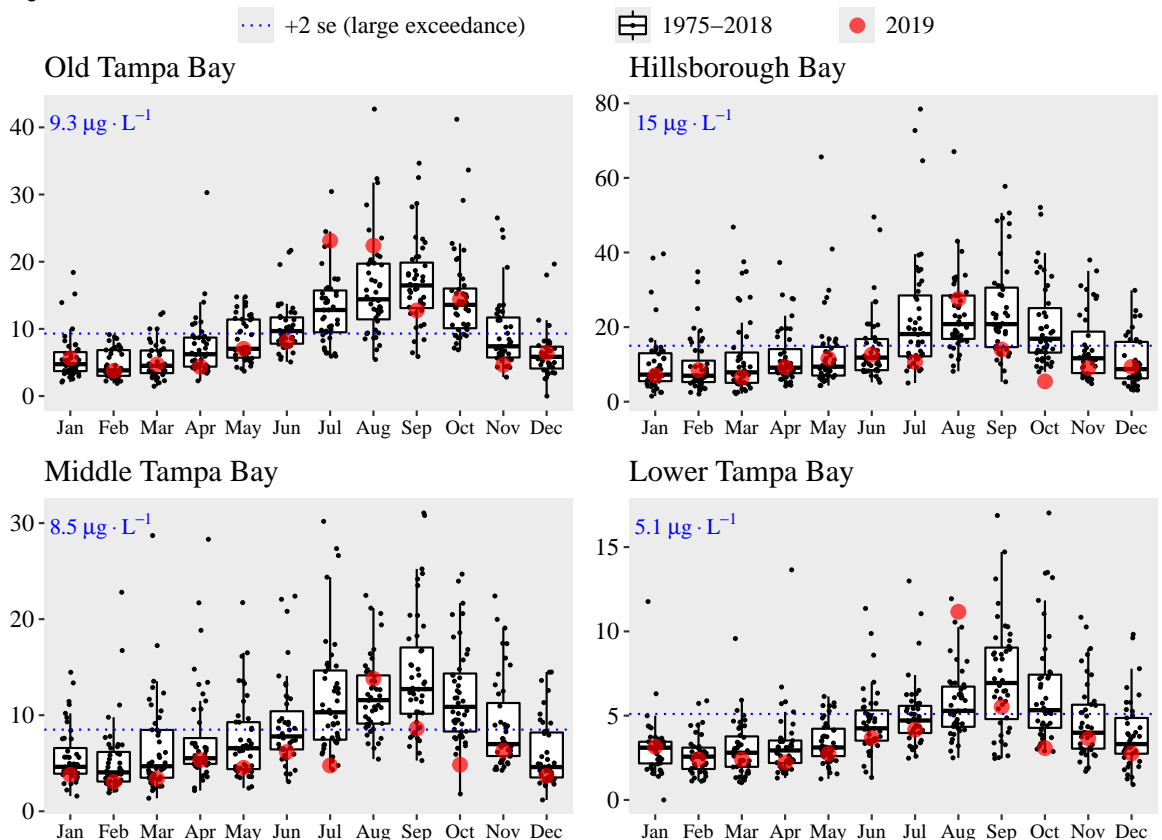 +2 se (large exceedance) 1975–2018 2019
Old Tampa Bay
9.3 μg · L⁻¹
40
30
20
10
0
Jan Feb Mar Apr May Jun Jul Aug Sep Oct Nov Dec
Hillsborough Bay
15 μg · L⁻¹
80
60
40
20
0
Jan Feb Mar Apr May Jun Jul Aug Sep Oct Nov Dec
Middle Tampa Bay
8.5 μg · L⁻¹
30
20
10
0
Jan Feb Mar Apr May Jun Jul Aug Sep Oct Nov Dec
Lower Tampa Bay
5.1 μg · L⁻¹
15
10
5
0
Jan Feb Mar Apr May Jun Jul Aug Sep Oct Nov Dec